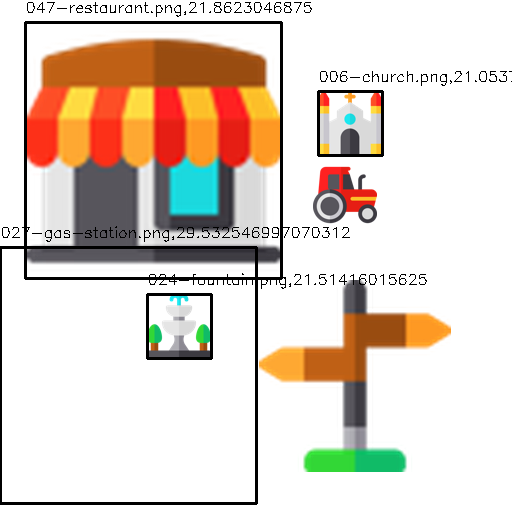 047-restaurant.png,21.8623046875
006-church.png,21.0537
027-gas-station.png,29.532546997070312
024-fountain.png,21.51416015625